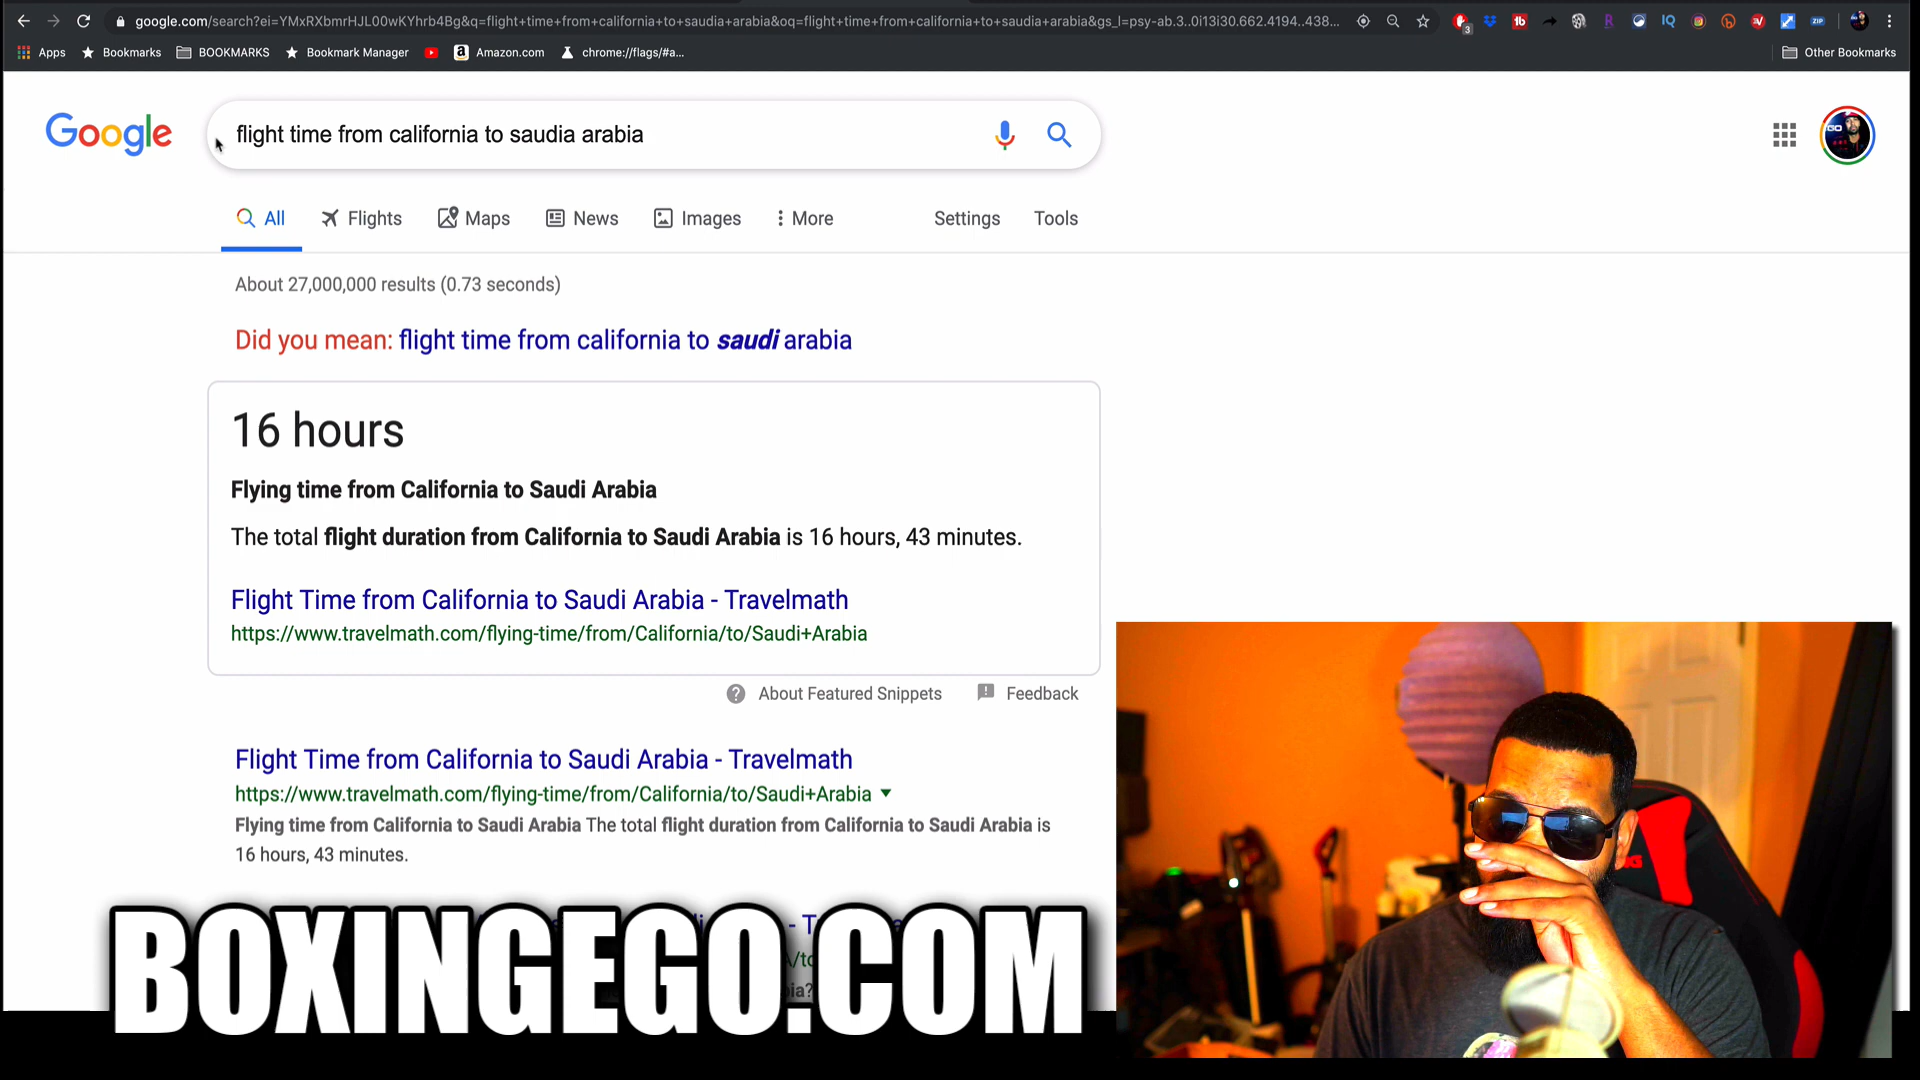 google.com/search?ei=YMxRXbmrHJL00wKYhrb4Bg&q=flight+time+from+california+to+saudia+arabia&oq=flight+time+from+california+to+saudia+arabia&gs_l=psy-ab.3..0i13i30.662.4194..438...
Apps Bookmarks BOOKMARKS Bookmark Manager Amazon.com chrome://flags/#a... Other Bookmarks
Google flight time from california to saudia arabia
All Flights Maps News Images More Settings Tools
About 27,000,000 results (0.73 seconds)
Did you mean: flight time from california to saudi arabia
16 hours
Flying time from California to Saudi Arabia
The total flight duration from California to Saudi Arabia is 16 hours, 43 minutes.
Flight Time from California to Saudi Arabia - Travelmath
https://www.travelmath.com/flying-time/from/California/to/Saudi+Arabia
About Featured Snippets Feedback
Flight Time from California to Saudi Arabia - Travelmath
https://www.travelmath.com/flying-time/from/California/to/Saudi+Arabia
Flying time from California to Saudi Arabia The total flight duration from California to Saudi Arabia is
16 hours, 43 minutes.
BOXINGEGO.COM